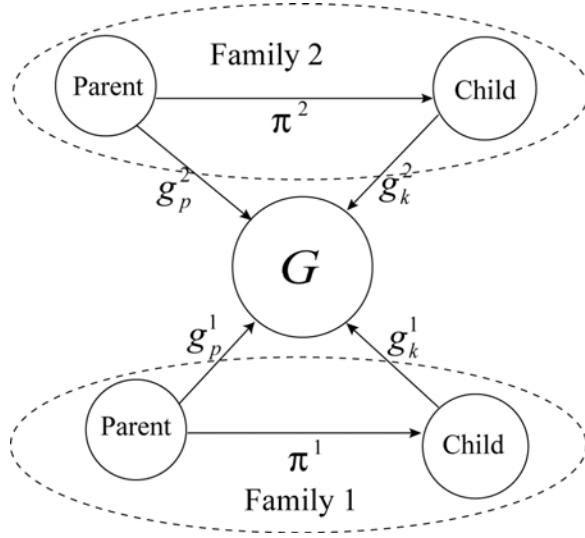 Family 2
Parent
Child
π²
g²ₚ
g²ₖ
G
g¹ₚ
g¹ₖ
Parent
Child
π¹
Family 1